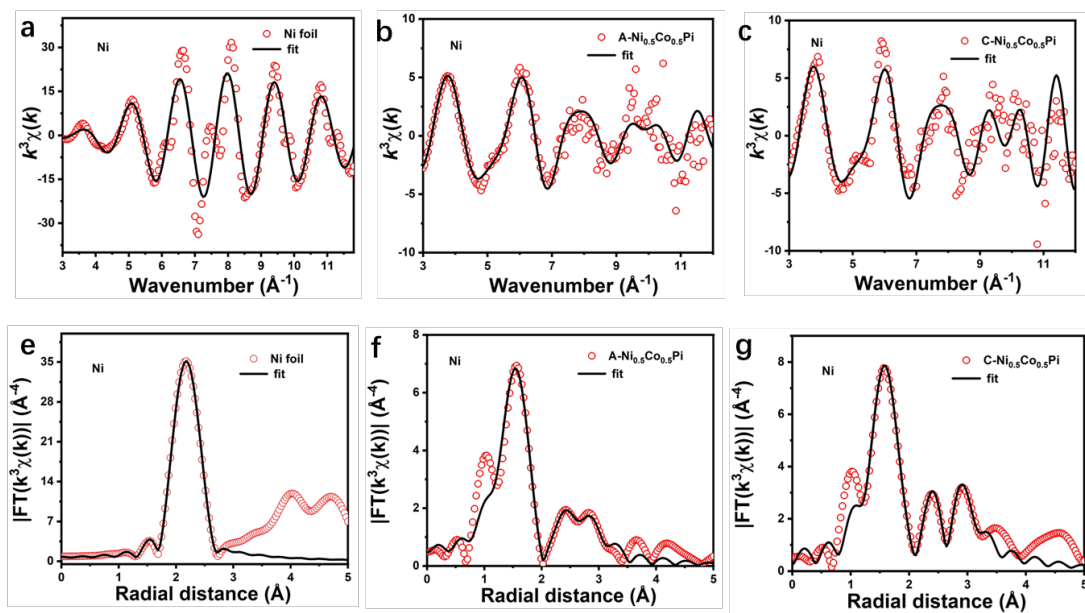 a
Ni
Ni foil
fit
k³χ(k)
30
15
0
-15
-30
3 4 5 6 7 8 9 10 11
Wavenumber (Å⁻¹)
b
Ni
A-Ni₀.₅Co₀.₅Pi
fit
k³χ(k)
10
5
0
-5
-10
3 5 7 9 11
Wavenumber (Å⁻¹)
c
Ni
C-Ni₀.₅Co₀.₅Pi
fit
k³χ(k)
10
5
0
-5
-10
3 5 7 9 11
Wavenumber (Å⁻¹)
e
Ni
Ni foil
fit
|FT(k³χ(k))| (Å⁻⁴)
35
28
21
14
7
0 1 2 3 4 5
Radial distance (Å)
f
Ni
A-Ni₀.₅Co₀.₅Pi
fit
|FT(k³χ(k))| (Å⁻⁴)
8
6
4
2
0
0 1 2 3 4 5
Radial distance (Å)
g
Ni
C-Ni₀.₅Co₀.₅Pi
fit
|FT(k³χ(k))| (Å⁻⁴)
8
6
4
2
0
0 1 2 3 4 5
Radial distance (Å)